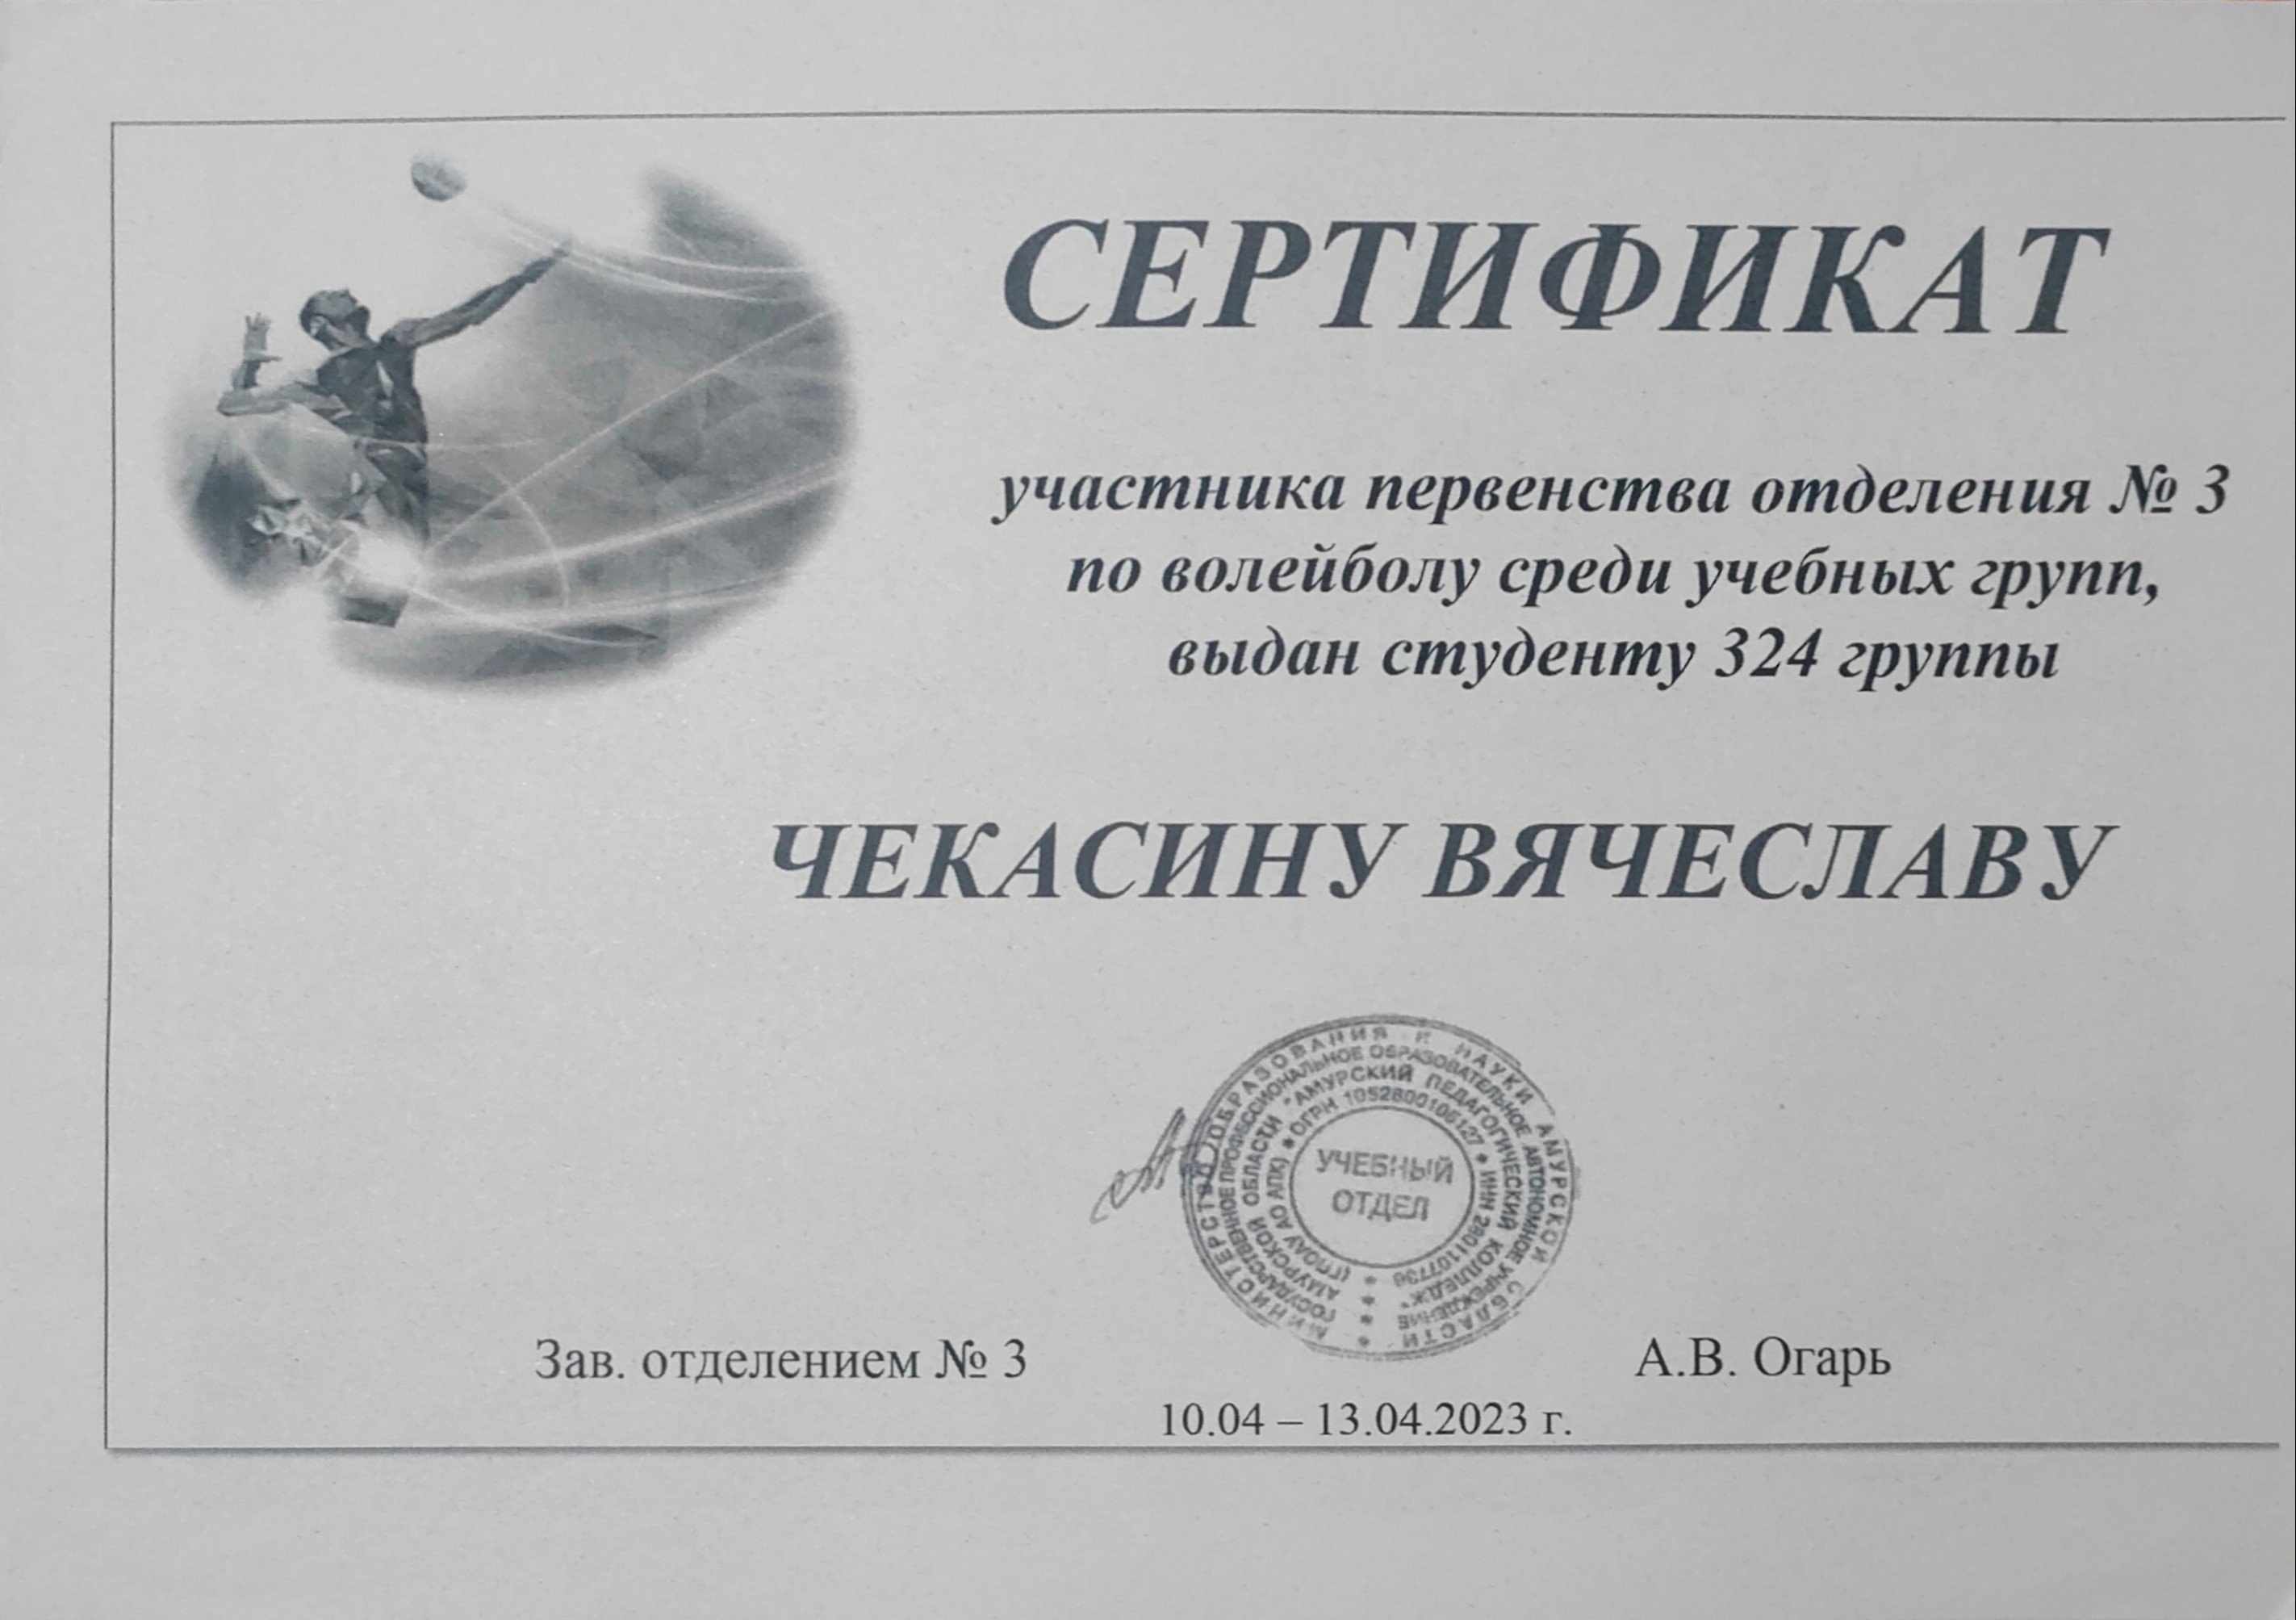 СЕРТИФИКАТ
участника первенства отделения № 3
по волейболу среди учебных групп,
выдан студенту 324 группы
ЧЕКАСИНУ ВЯЧЕСЛАВУ
МИНИСТЕРСТВО ОБРАЗОВАНИЯ И НАУКИ АМУРСКОЙ ОБЛАСТИ
ГОСУДАРСТВЕННОЕ ПРОФЕССИОНАЛЬНОЕ ОБРАЗОВАТЕЛЬНОЕ АВТОНОМНОЕ УЧРЕЖДЕНИЕ
АМУРСКОЙ ОБЛАСТИ "АМУРСКИЙ ПЕДАГОГИЧЕСКИЙ КОЛЛЕДЖ"
(ГПОАУ АО АПК) * ОГРН 1052800106127 * ИНН 2801107736
УЧЕБНЫЙ
ОТДЕЛ
Зав. отделением № 3
А.В. Огарь
10.04 – 13.04.2023 г.